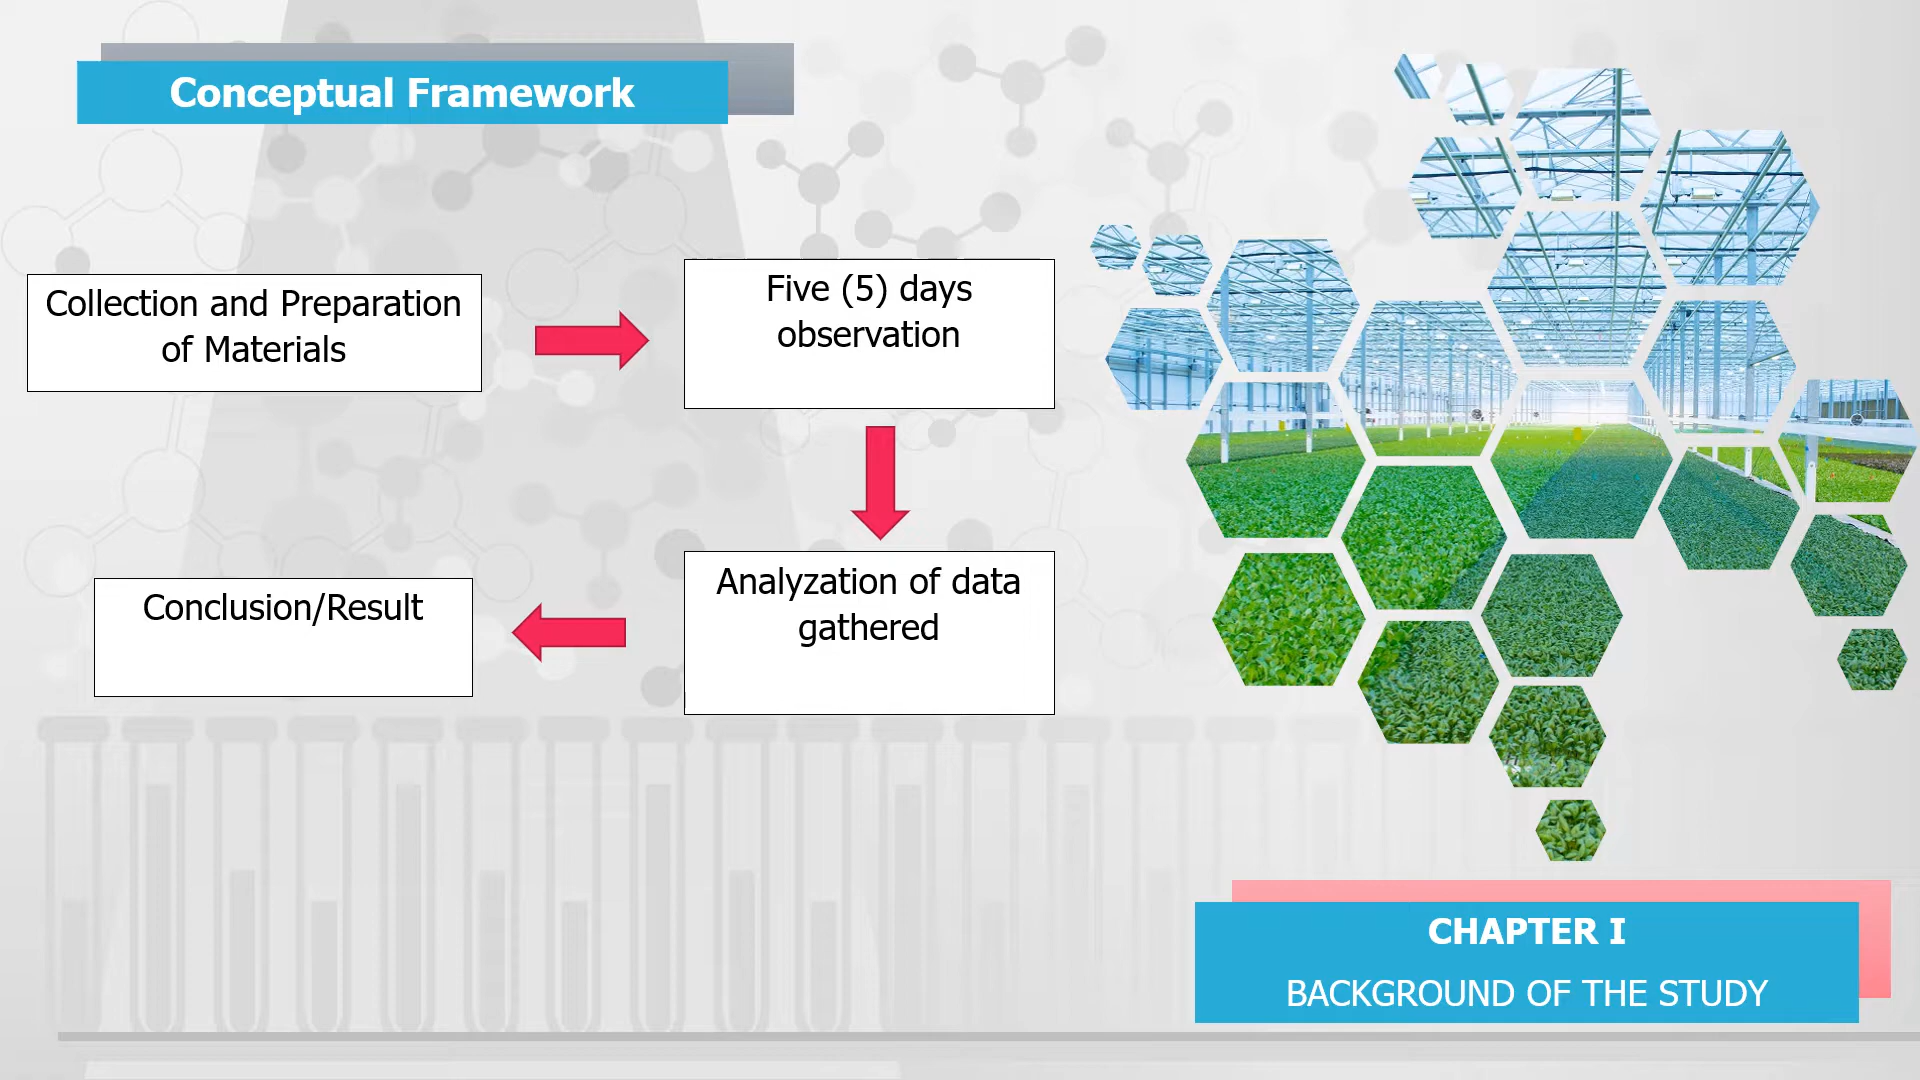 Conceptual Framework
Collection and Preparation
of Materials
Five (5) days
observation
Analyzation of data
gathered
Conclusion/Result
CHAPTER I
BACKGROUND OF THE STUDY